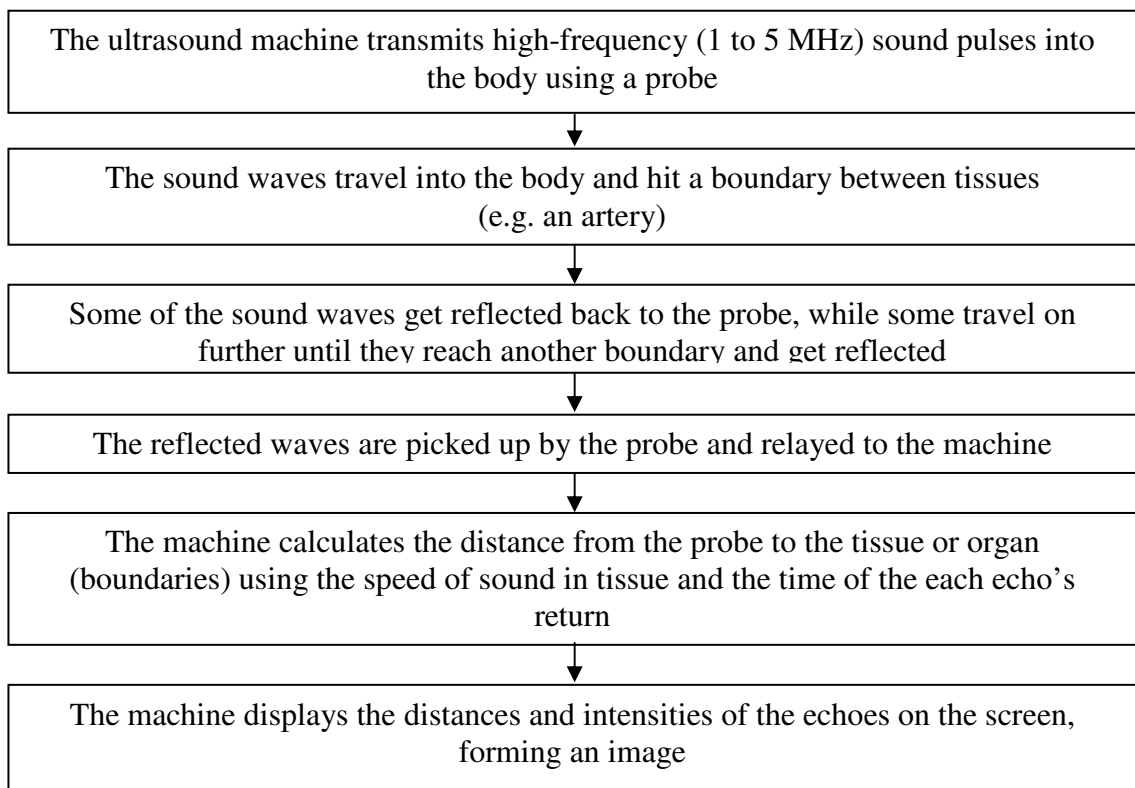 The ultrasound machine transmits high-frequency (1 to 5 MHz) sound pulses into
the body using a probe
The sound waves travel into the body and hit a boundary between tissues
(e.g. an artery)
Some of the sound waves get reflected back to the probe, while some travel on
further until they reach another boundary and get reflected
The reflected waves are picked up by the probe and relayed to the machine
The machine calculates the distance from the probe to the tissue or organ
(boundaries) using the speed of sound in tissue and the time of the each echo's
return
The machine displays the distances and intensities of the echoes on the screen,
forming an image